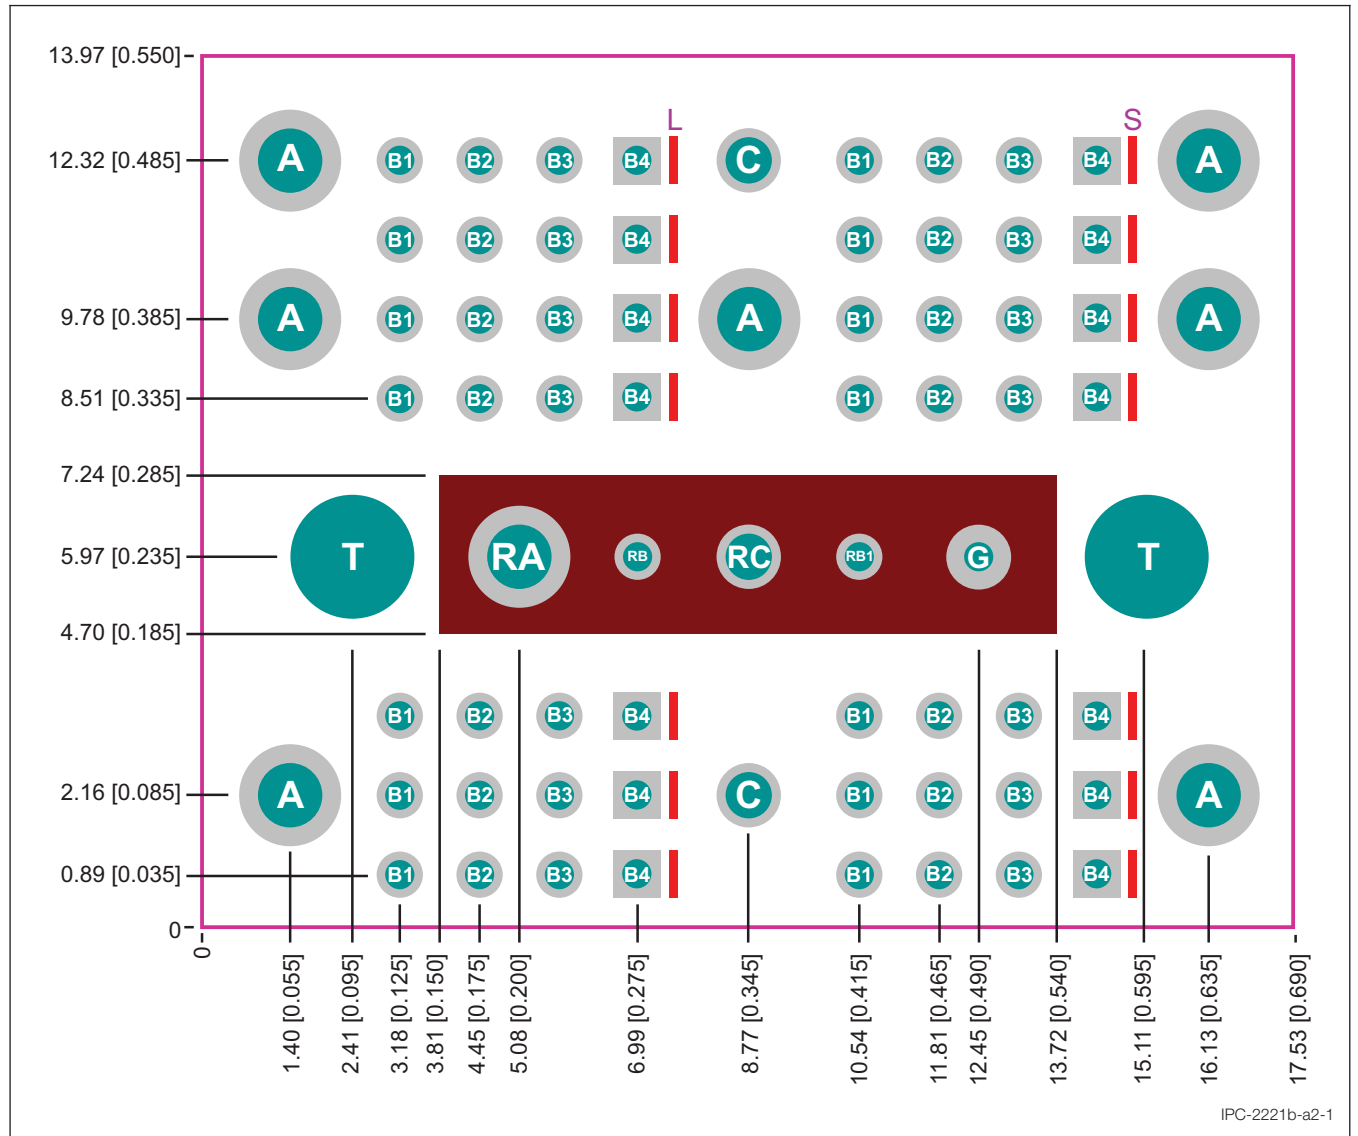 13.97 [0.550]
L S
12.32 [0.485] A B1 B2 B3 B4 C B1 B2 B3 B4 A
B1 B2 B3 B4 B1 B2 B3 B4
9.78 [0.385] A B1 B2 B3 B4 A B1 B2 B3 B4 A
8.51 [0.335] B1 B2 B3 B4 B1 B2 B3 B4
7.24 [0.285]
5.97 [0.235] T RA RB RC RB1 G T
4.70 [0.185]
B1 B2 B3 B4 B1 B2 B3 B4
2.16 [0.085] A B1 B2 B3 B4 C B1 B2 B3 B4 A
0.89 [0.035] B1 B2 B3 B4 B1 B2 B3 B4
0
0
1.40 [0.055]
2.41 [0.095]
3.18 [0.125]
3.81 [0.150]
4.45 [0.175]
5.08 [0.200]
6.99 [0.275]
8.77 [0.345]
10.54 [0.415]
11.81 [0.465]
12.45 [0.490]
13.72 [0.540]
15.11 [0.595]
16.13 [0.635]
17.53 [0.690]
IPC-2221b-a2-1